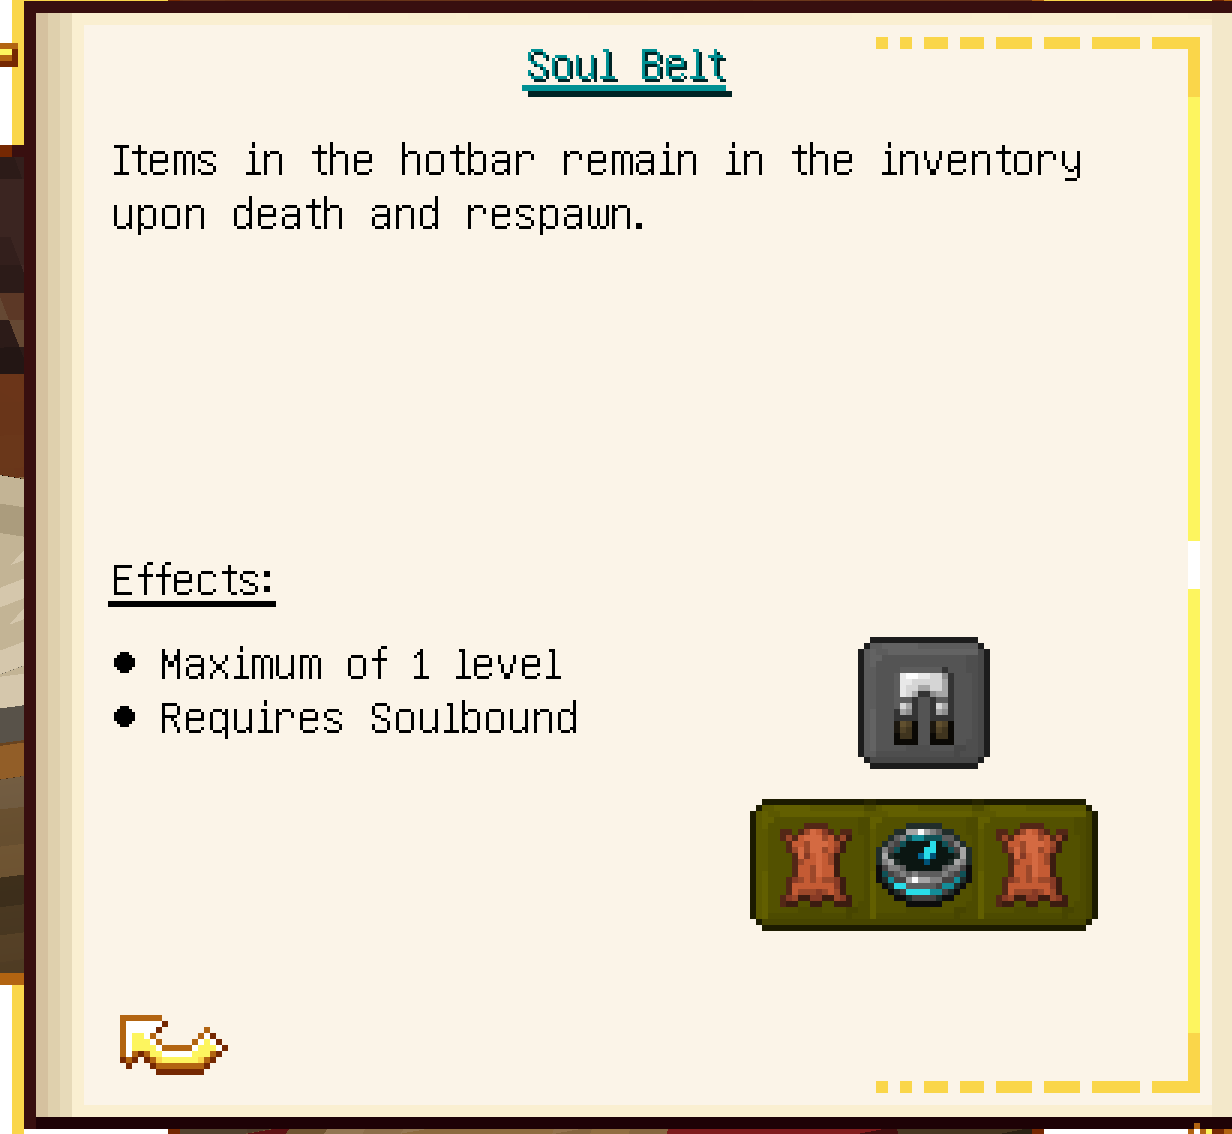 Soul Belt
Items in the hotbar remain in the inventory
upon death and respawn.
Effects:
● Maximum of 1 level
● Requires Soulbound